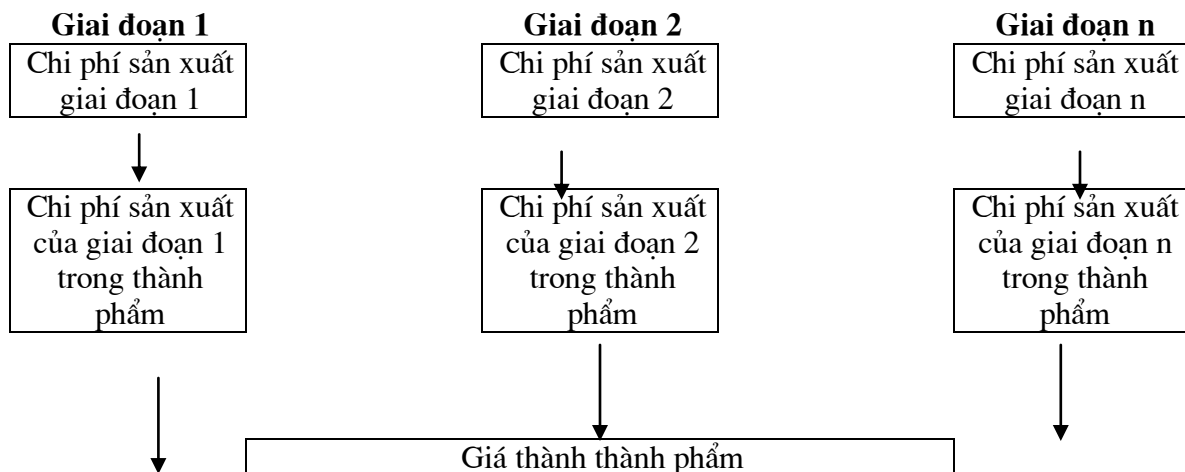 Giai đoạn 1
Giai đoạn 2
Giai đoạn n
Chi phí sản xuất
giai đoạn 1
Chi phí sản xuất
giai đoạn 2
Chi phí sản xuất
giai đoạn n
Chi phí sản xuất
của giai đoạn 1
trong thành
phẩm
Chi phí sản xuất
của giai đoạn 2
trong thành
phẩm
Chi phí sản xuất
của giai đoạn n
trong thành
phẩm
Giá thành thành phẩm